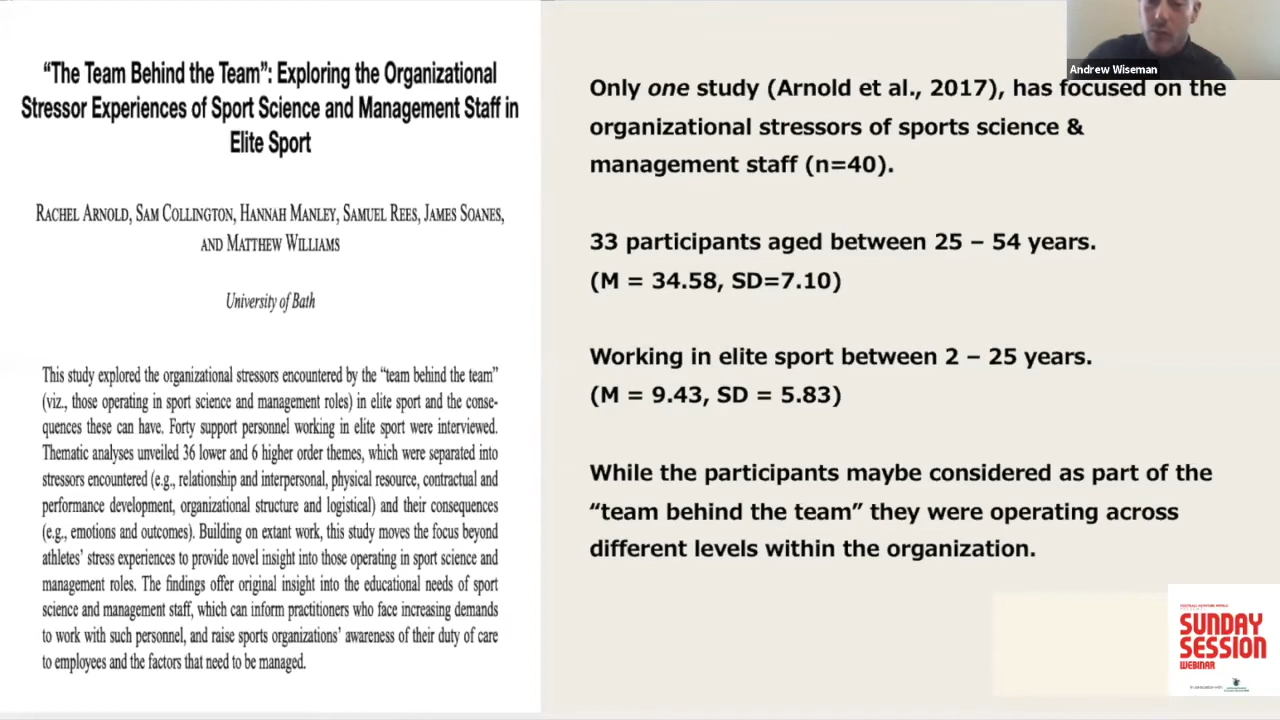 “The Team Behind the Team”: Exploring the Organizational
Stressor Experiences of Sport Science and Management Staff in
Elite Sport
RACHEL ARNOLD, SAM COLLINGTON, HANNAH MANLEY, SAMUEL REES, JAMES SOANES,
AND MATTHEW WILLIAMS
University of Bath
This study explored the organizational stressors encountered by the “team behind the team”
(viz., those operating in sport science and management roles) in elite sport and the conse-
quences these can have. Forty support personnel working in elite sport were interviewed.
Thematic analyses unveiled 36 lower and 6 higher order themes, which were separated into
stressors encountered (e.g., relationship and interpersonal, physical resource, contractual and
performance development, organizational structure and logistical) and their consequences
(e.g., emotions and outcomes). Building on extant work, this study moves the focus beyond
athletes’ stress experiences to provide novel insight into those operating in sport science and
management roles. The findings offer original insight into the educational needs of sport
science and management staff, which can inform practitioners who face increasing demands
to work with such personnel, and raise sports organizations’ awareness of their duty of care
to employees and the factors that need to be managed.
Andrew Wiseman
Only one study (Arnold et al., 2017), has focused on the
organizational stressors of sports science &
management staff (n=40).
33 participants aged between 25 – 54 years.
(M = 34.58, SD=7.10)
Working in elite sport between 2 – 25 years.
(M = 9.43, SD = 5.83)
While the participants maybe considered as part of the
“team behind the team” they were operating across
different levels within the organization.
SUNDAY
SESSION
WEBINAR